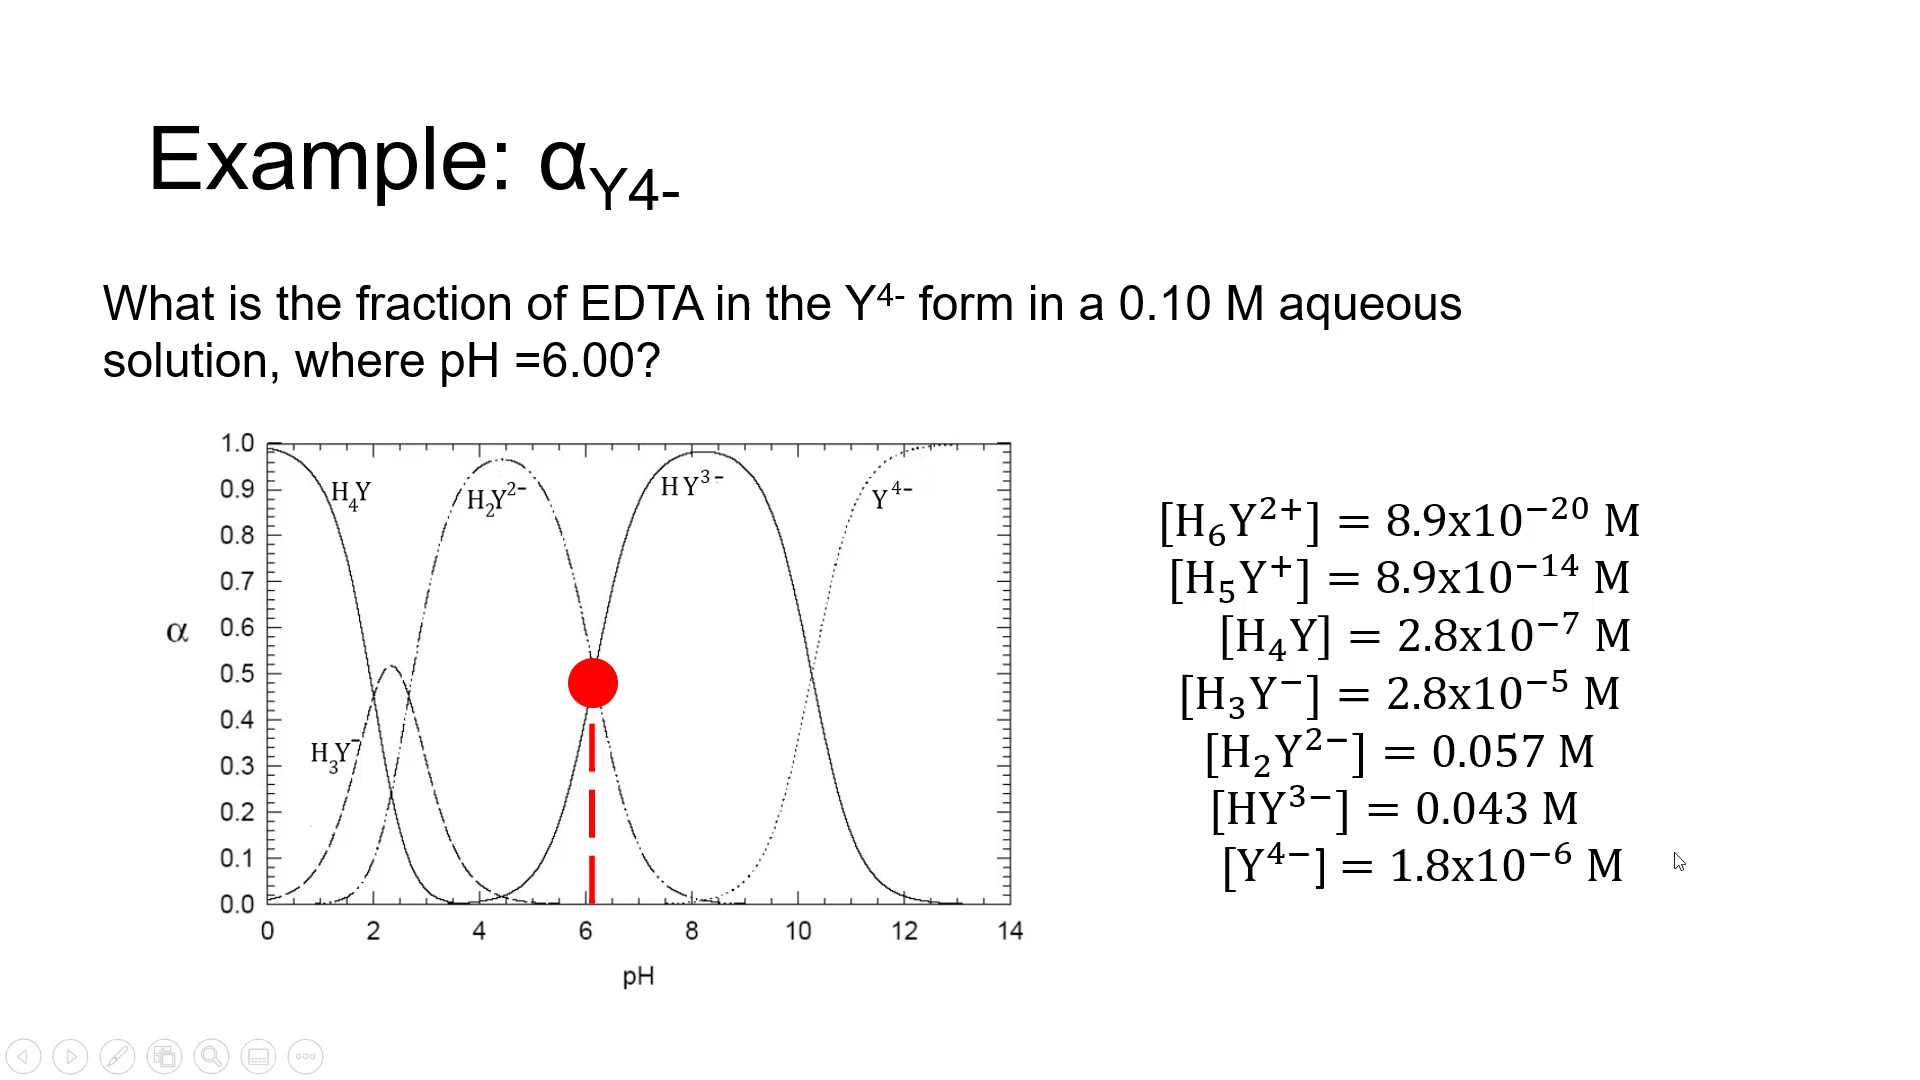 Example: αY4-
What is the fraction of EDTA in the Y⁴⁻ form in a 0.10 M aqueous
solution, where pH =6.00?
1.0
0.9
0.8
0.7
0.6
0.5
0.4
0.3
0.2
0.1
0.0
α
H₄Y
H₂Y²⁻
HY³⁻
Y⁴⁻
H₃Y⁻
0 2 4 6 8 10 12 14
pH
[H₆Y²⁺] = 8.9x10⁻²⁰ M
[H₅Y⁺] = 8.9x10⁻¹⁴ M
[H₄Y] = 2.8x10⁻⁷ M
[H₃Y⁻] = 2.8x10⁻⁵ M
[H₂Y²⁻] = 0.057 M
[HY³⁻] = 0.043 M
[Y⁴⁻] = 1.8x10⁻⁶ M